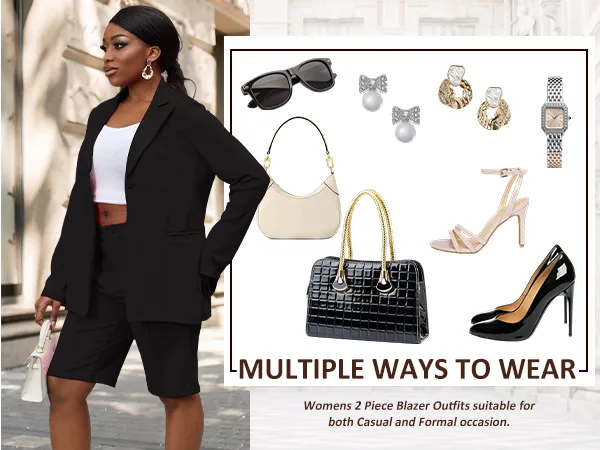 MULTIPLE WAYS TO WEAR
Womens 2 Piece Blazer Outfits suitable for
both Casual and Formal occasion.